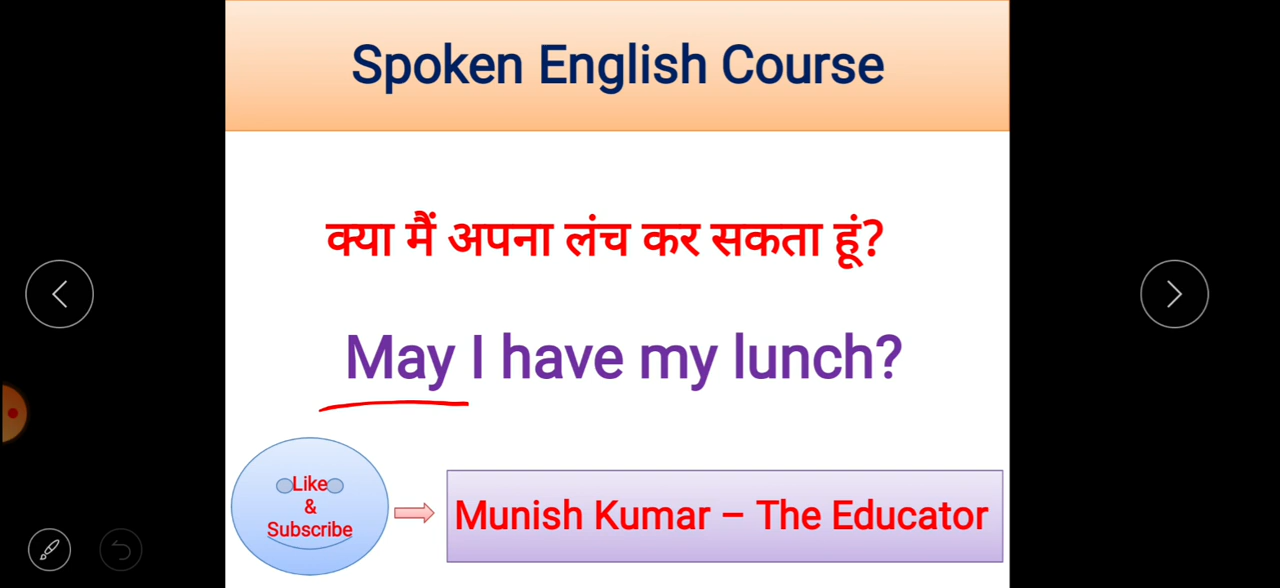 Spoken English Course
क्या मैं अपना लंच कर सकता हूं?
May I have my lunch?
Like
&
Subscribe
Munish Kumar – The Educator